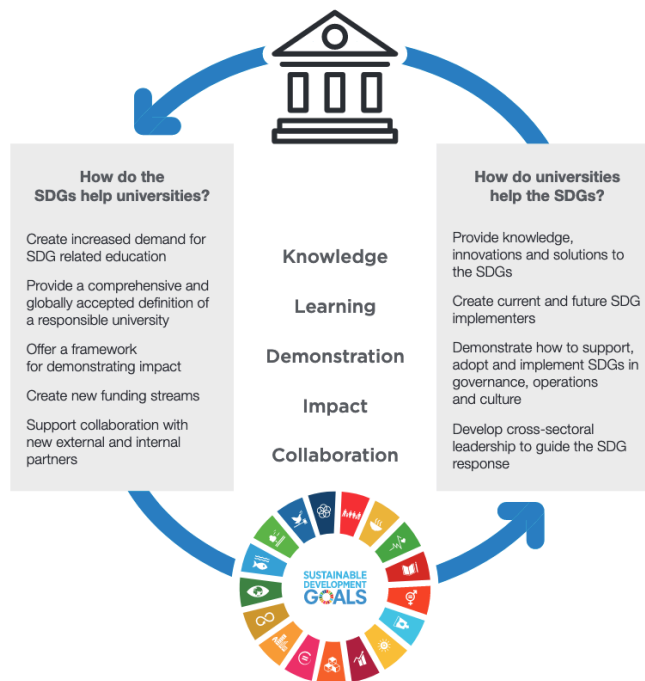 How do the
SDGs help universities?
Create increased demand for
SDG related education
Provide a comprehensive and
globally accepted definition of
a responsible university
Offer a framework
for demonstrating impact
Create new funding streams
Support collaboration with
new external and internal
partners
Knowledge
Learning
Demonstration
Impact
Collaboration
How do universities
help the SDGs?
Provide knowledge,
innovations and solutions to
the SDGs
Create current and future SDG
implementers
Demonstrate how to support,
adopt and implement SDGs in
governance, operations
and culture
Develop cross-sectoral
leadership to guide the SDG
response
SUSTAINABLE
DEVELOPMENT
GOALS